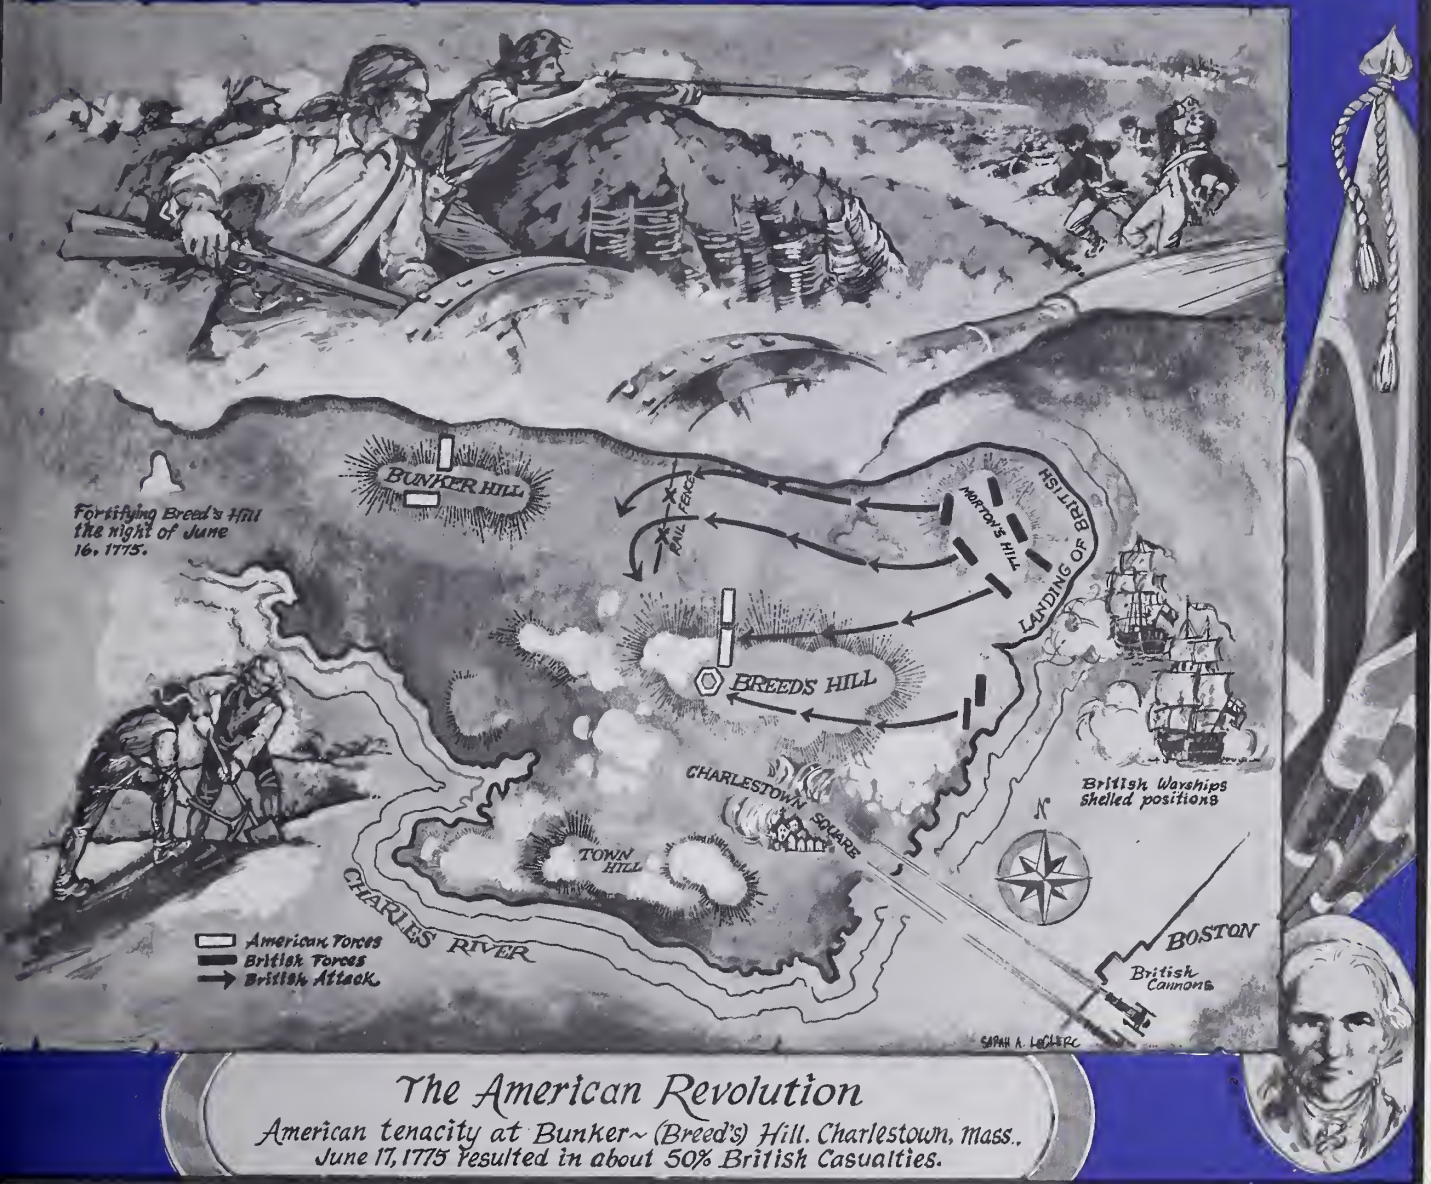 BUNKER HILL
Fortifying Breed's Hill
the night of June
16, 1775.
RAIL FENCE
MORTON'S HILL
LANDING OF BRITISH
BREED'S HILL
CHARLESTOWN
SQUARE
British Warships
shelled positions
N
TOWN
HILL
CHARLES RIVER
BOSTON
British
Cannons
American Forces
British Forces
British Attack
SARAH A. LECLERC
The American Revolution
American tenacity at Bunker~ (Breed's) Hill. Charlestown, Mass.,
June 17, 1775 resulted in about 50% British Casualties.